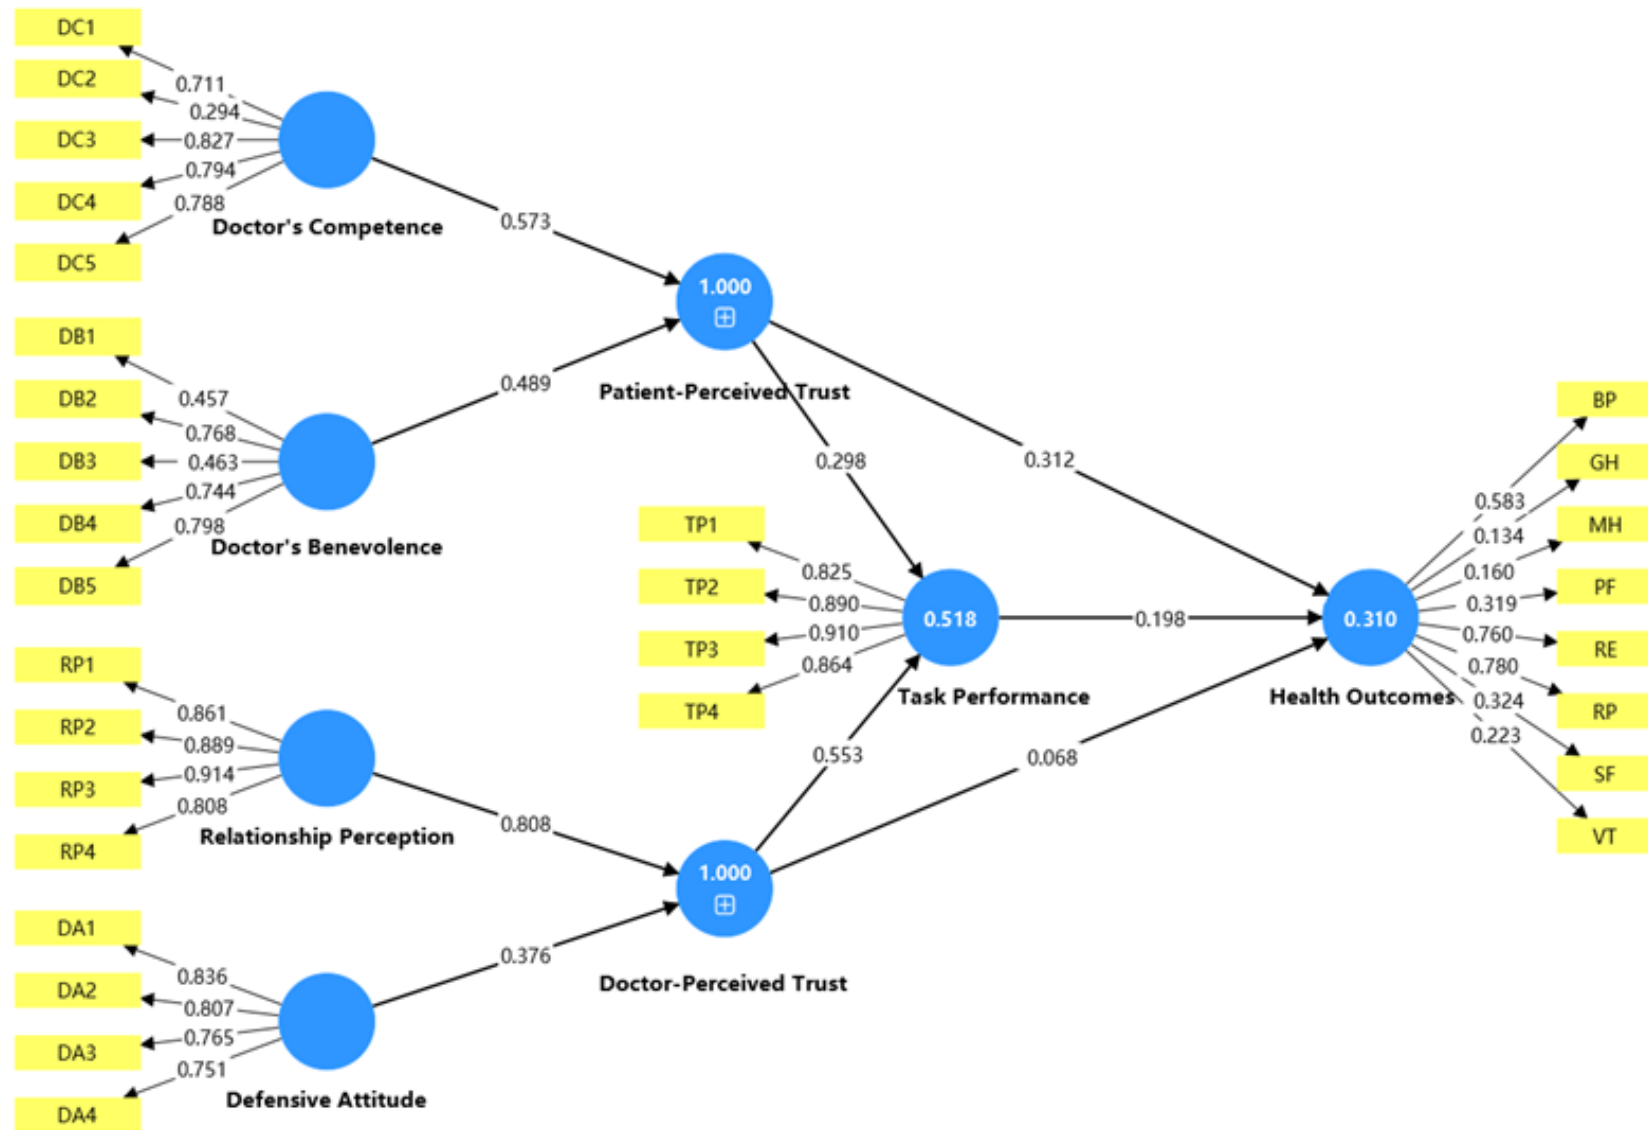 DC1
DC2
DC3
DC4
DC5
0.711
0.294
0.827
0.794
0.788
Doctor's Competence
0.573
DB1
DB2
DB3
DB4
DB5
0.457
0.768
0.463
0.744
0.798
Doctor's Benevolence
0.489
1.000
Patient-Perceived Trust
0.298
0.312
RP1
RP2
RP3
RP4
0.861
0.889
0.914
0.808
Relationship Perception
0.808
DA1
DA2
DA3
DA4
0.836
0.807
0.765
0.751
Defensive Attitude
0.376
1.000
Doctor-Perceived Trust
0.553
0.068
TP1
TP2
TP3
TP4
0.825
0.890
0.910
0.864
0.518
Task Performance
0.198
0.310
Health Outcomes
0.583
0.134
0.160
0.319
0.760
0.780
0.324
0.223
BP
GH
MH
PF
RE
RP
SF
VT